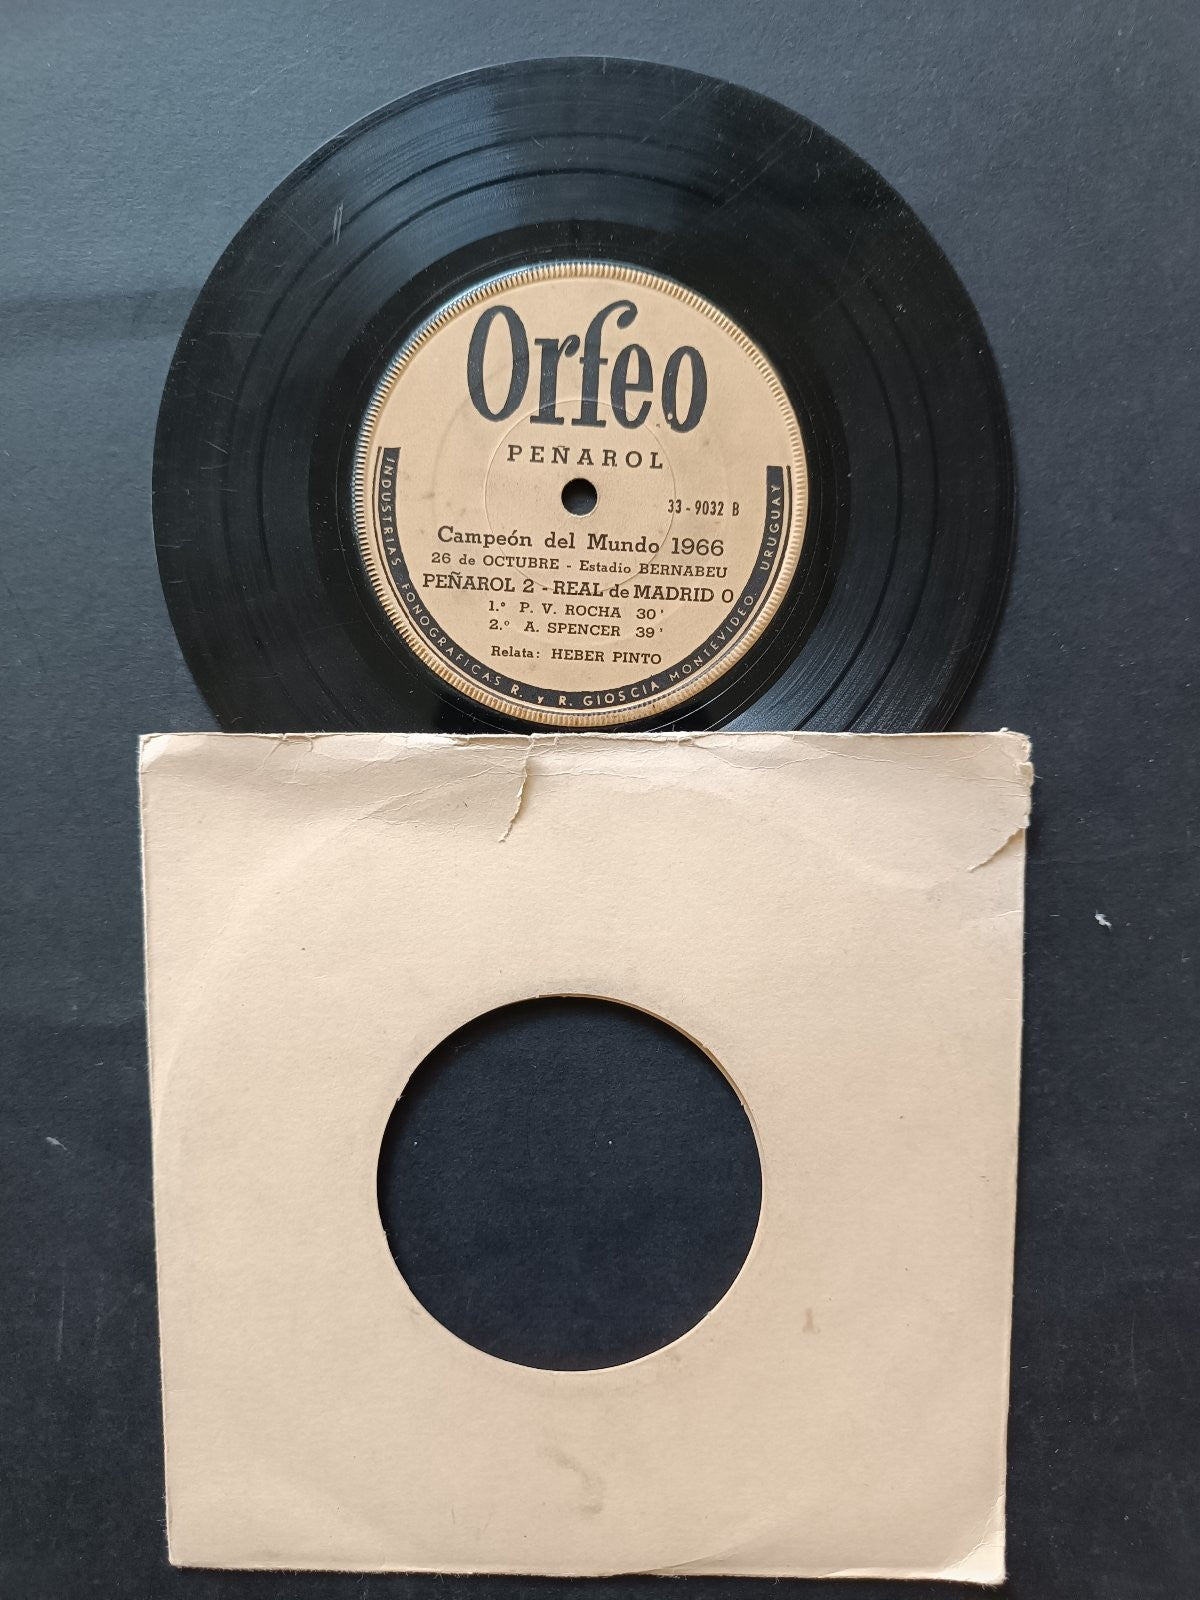 Orfeo
PEÑAROL
33 - 9032 B
Campeón del Mundo 1966
26 de OCTUBRE - Estadio BERNABEU
PEÑAROL 2 - REAL de MADRID 0
1.º P. V. ROCHA 30'
2.º A. SPENCER 39'
Relata: HEBER PINTO
INDUSTRIAS FONOGRAFICAS R. y R. GIOSCIA MONTEVIDEO. URUGUAY